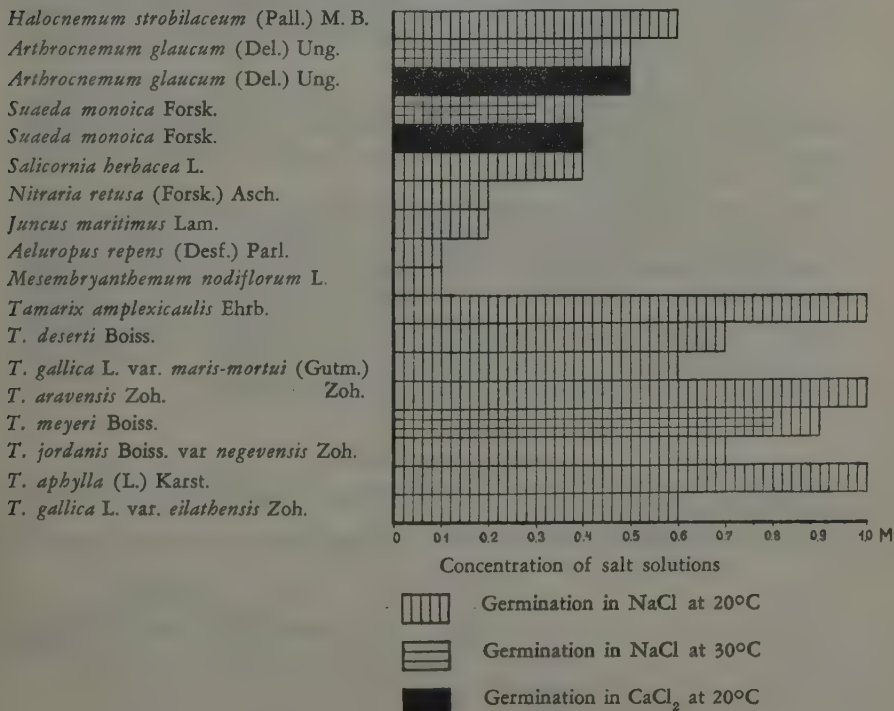 Halocnemum strobilaceum (Pall.) M. B.
Arthrocnemum glaucum (Del.) Ung.
Arthrocnemum glaucum (Del.) Ung.
Suaeda monoica Forsk.
Suaeda monoica Forsk.
Salicornia herbacea L.
Nitraria retusa (Forsk.) Asch.
Juncus maritimus Lam.
Aeluropus repens (Desf.) Parl.
Mesembryanthemum nodiflorum L.
Tamarix amplexicaulis Ehrb.
T. deserti Boiss.
T. gallica L. var. maris-mortui (Gutm.)
Zoh.
T. aravensis Zoh.
T. meyeri Boiss.
T. jordanis Boiss. var negevensis Zoh.
T. aphylla (L.) Karst.
T. gallica L. var. eilathensis Zoh.
0 0.1 0.2 0.3 0.4 0.5 0.6 0.7 0.8 0.9 1.0 M
Concentration of salt solutions
Germination in NaCl at 20°C
Germination in NaCl at 30°C
Germination in CaCl₂ at 20°C